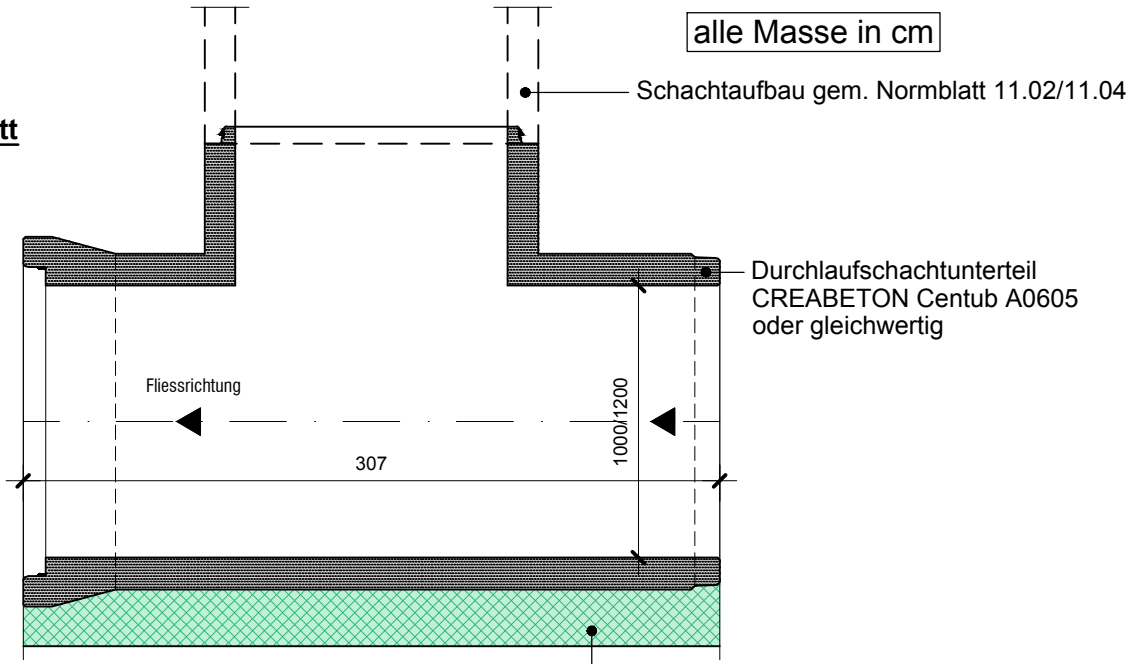 alle Masse in cm
Schachtaufbau gem. Normblatt 11.02/11.04
tt
Durchlaufschachtunterteil
CREABETON Centub A0605
oder gleichwertig
Fliessrichtung
1000/1200
307